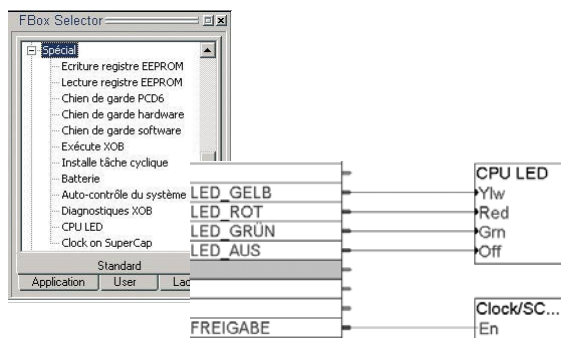 FBox Selector
Spécial
Ecriture registre EEPROM
Lecture registre EEPROM
Chien de garde PCD6
Chien de garde hardware
Chien de garde software
Exécute XOB
Installe tâche cyclique
Batterie
Auto-contrôle du système
Diagnostiques XOB
CPU LED
Clock on SuperCap
Standard
Application User Lad
LED_GELB
LED_ROT
LED_GRÜN
LED_AUS
FREIGABE
CPU LED
Ylw
Red
Grn
Off
Clock/SC...
En